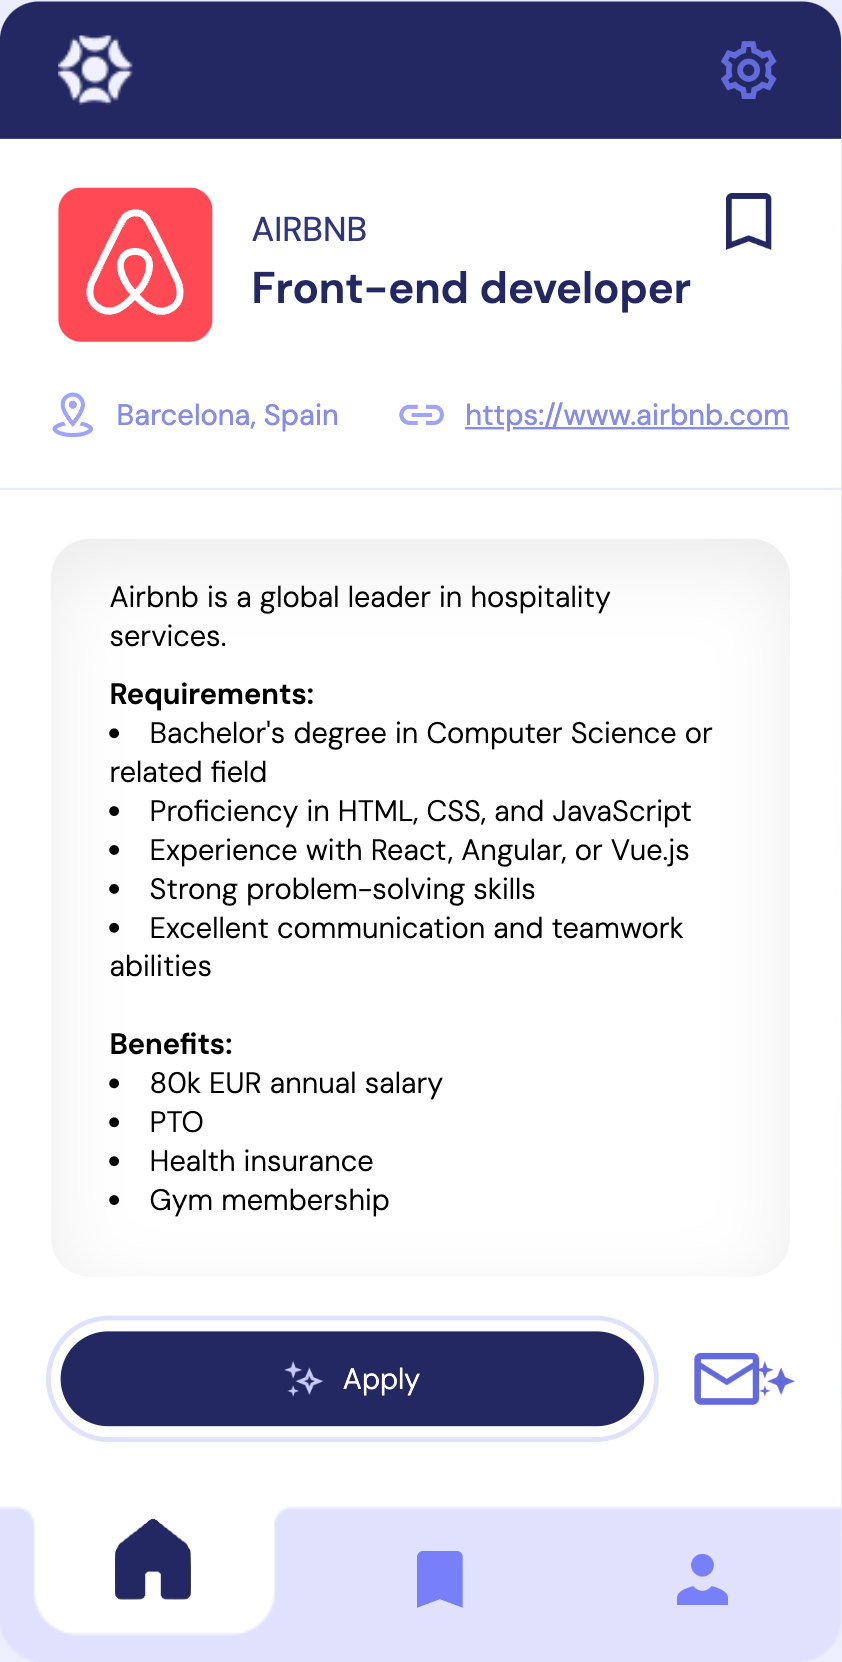 AIRBNB
Front-end developer
Barcelona, Spain
https://www.airbnb.com
Airbnb is a global leader in hospitality
services.
Requirements:
• Bachelor's degree in Computer Science or
related field
• Proficiency in HTML, CSS, and JavaScript
• Experience with React, Angular, or Vue.js
• Strong problem-solving skills
• Excellent communication and teamwork
abilities
Benefits:
• 80k EUR annual salary
• PTO
• Health insurance
• Gym membership
Apply